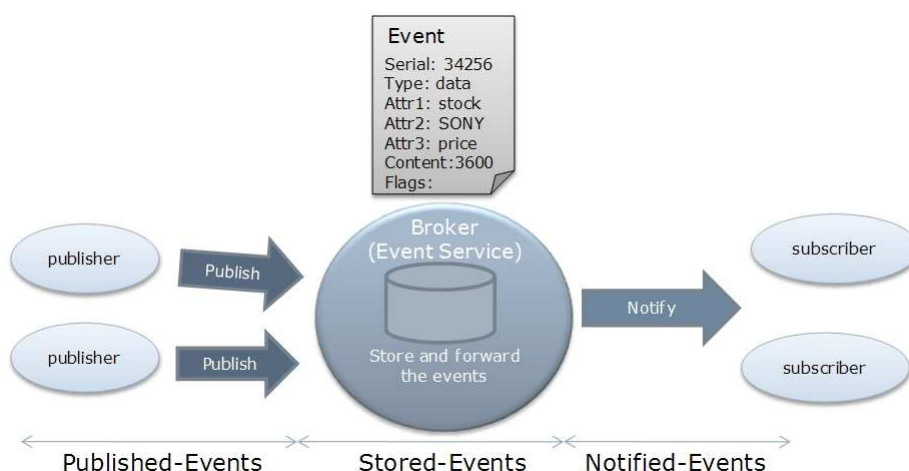 Event
Serial: 34256
Type: data
Attr1: stock
Attr2: SONY
Attr3: price
Content:3600
Flags:
Broker
(Event Service)
Store and forward
the events
publisher
Publish
publisher
Publish
Notify
subscriber
subscriber
Published-Events
Stored-Events
Notified-Events